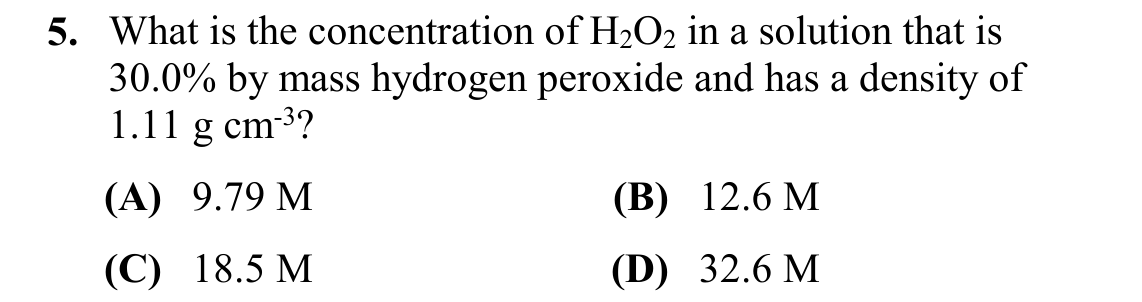 5. What is the concentration of H₂O₂ in a solution that is
30.0% by mass hydrogen peroxide and has a density of
1.11 g cm⁻³?
(A) 9.79 M (B) 12.6 M
(C) 18.5 M (D) 32.6 M